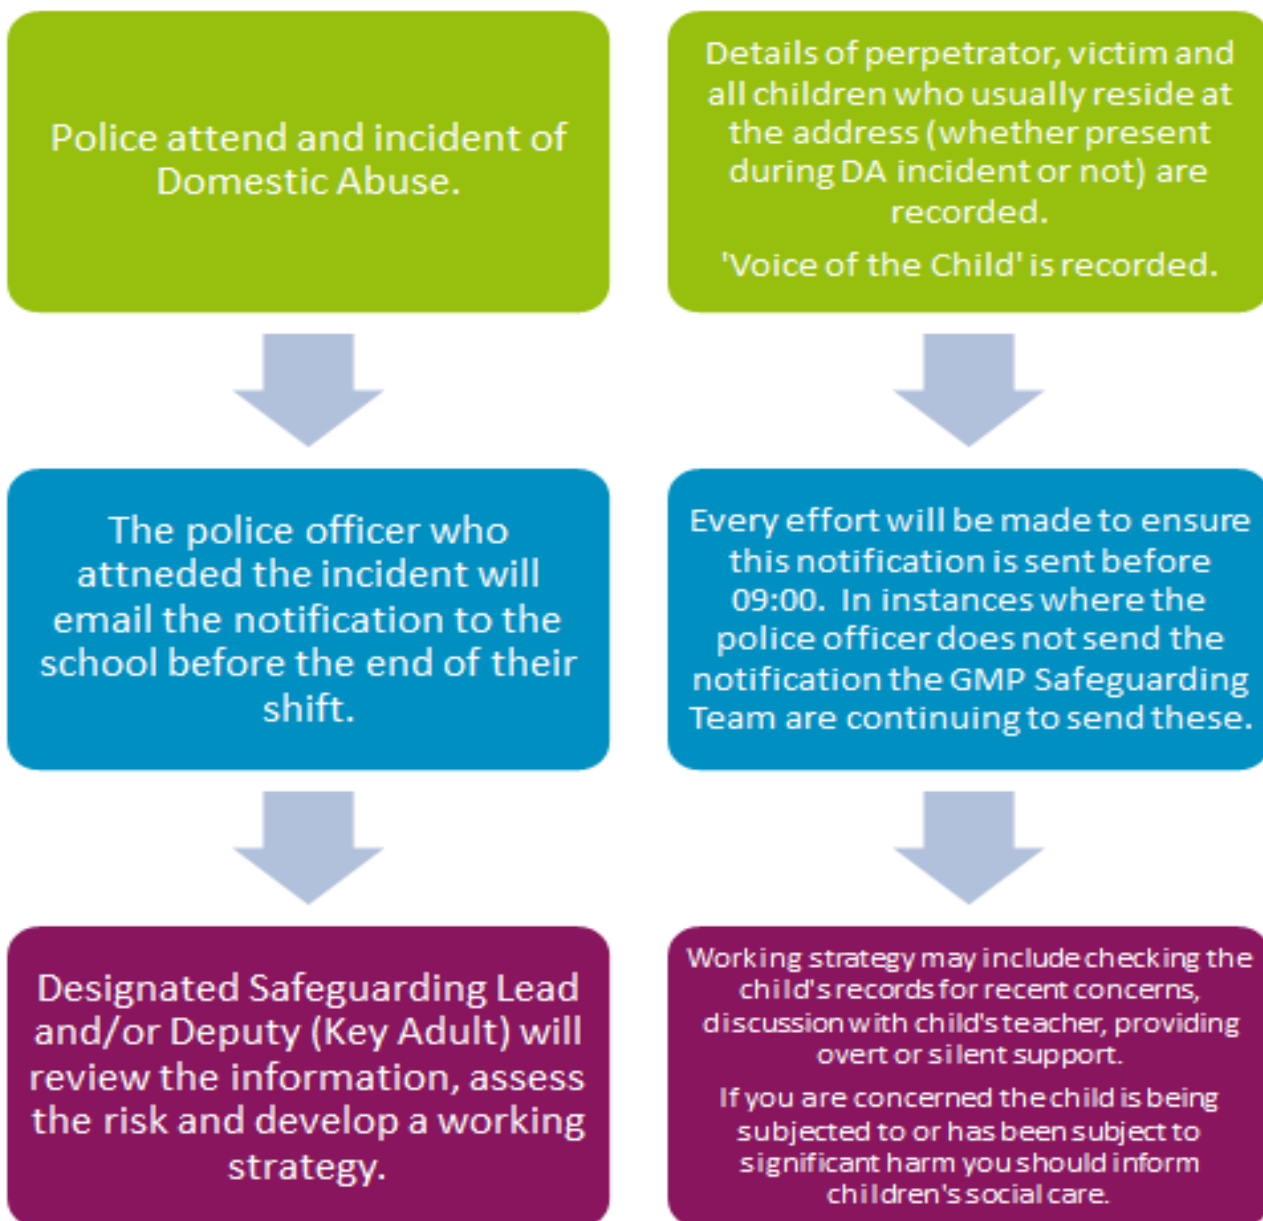 Police attend and incident of
Domestic Abuse.
Details of perpetrator, victim and
all children who usually reside at
the address (whether present
during DA incident or not) are
recorded.
'Voice of the Child' is recorded.
The police officer who
attneded the incident will
email the notification to the
school before the end of their
shift.
Every effort will be made to ensure
this notification is sent before
09:00. In instances where the
police officer does not send the
notification the GMP Safeguarding
Team are continuing to send these.
Designated Safeguarding Lead
and/or Deputy (Key Adult) will
review the information, assess
the risk and develop a working
strategy.
Working strategy may include checking the
child's records for recent concerns,
discussion with child's teacher, providing
overt or silent support.
If you are concerned the child is being
subjected to or has been subject to
significant harm you should inform
children's social care.